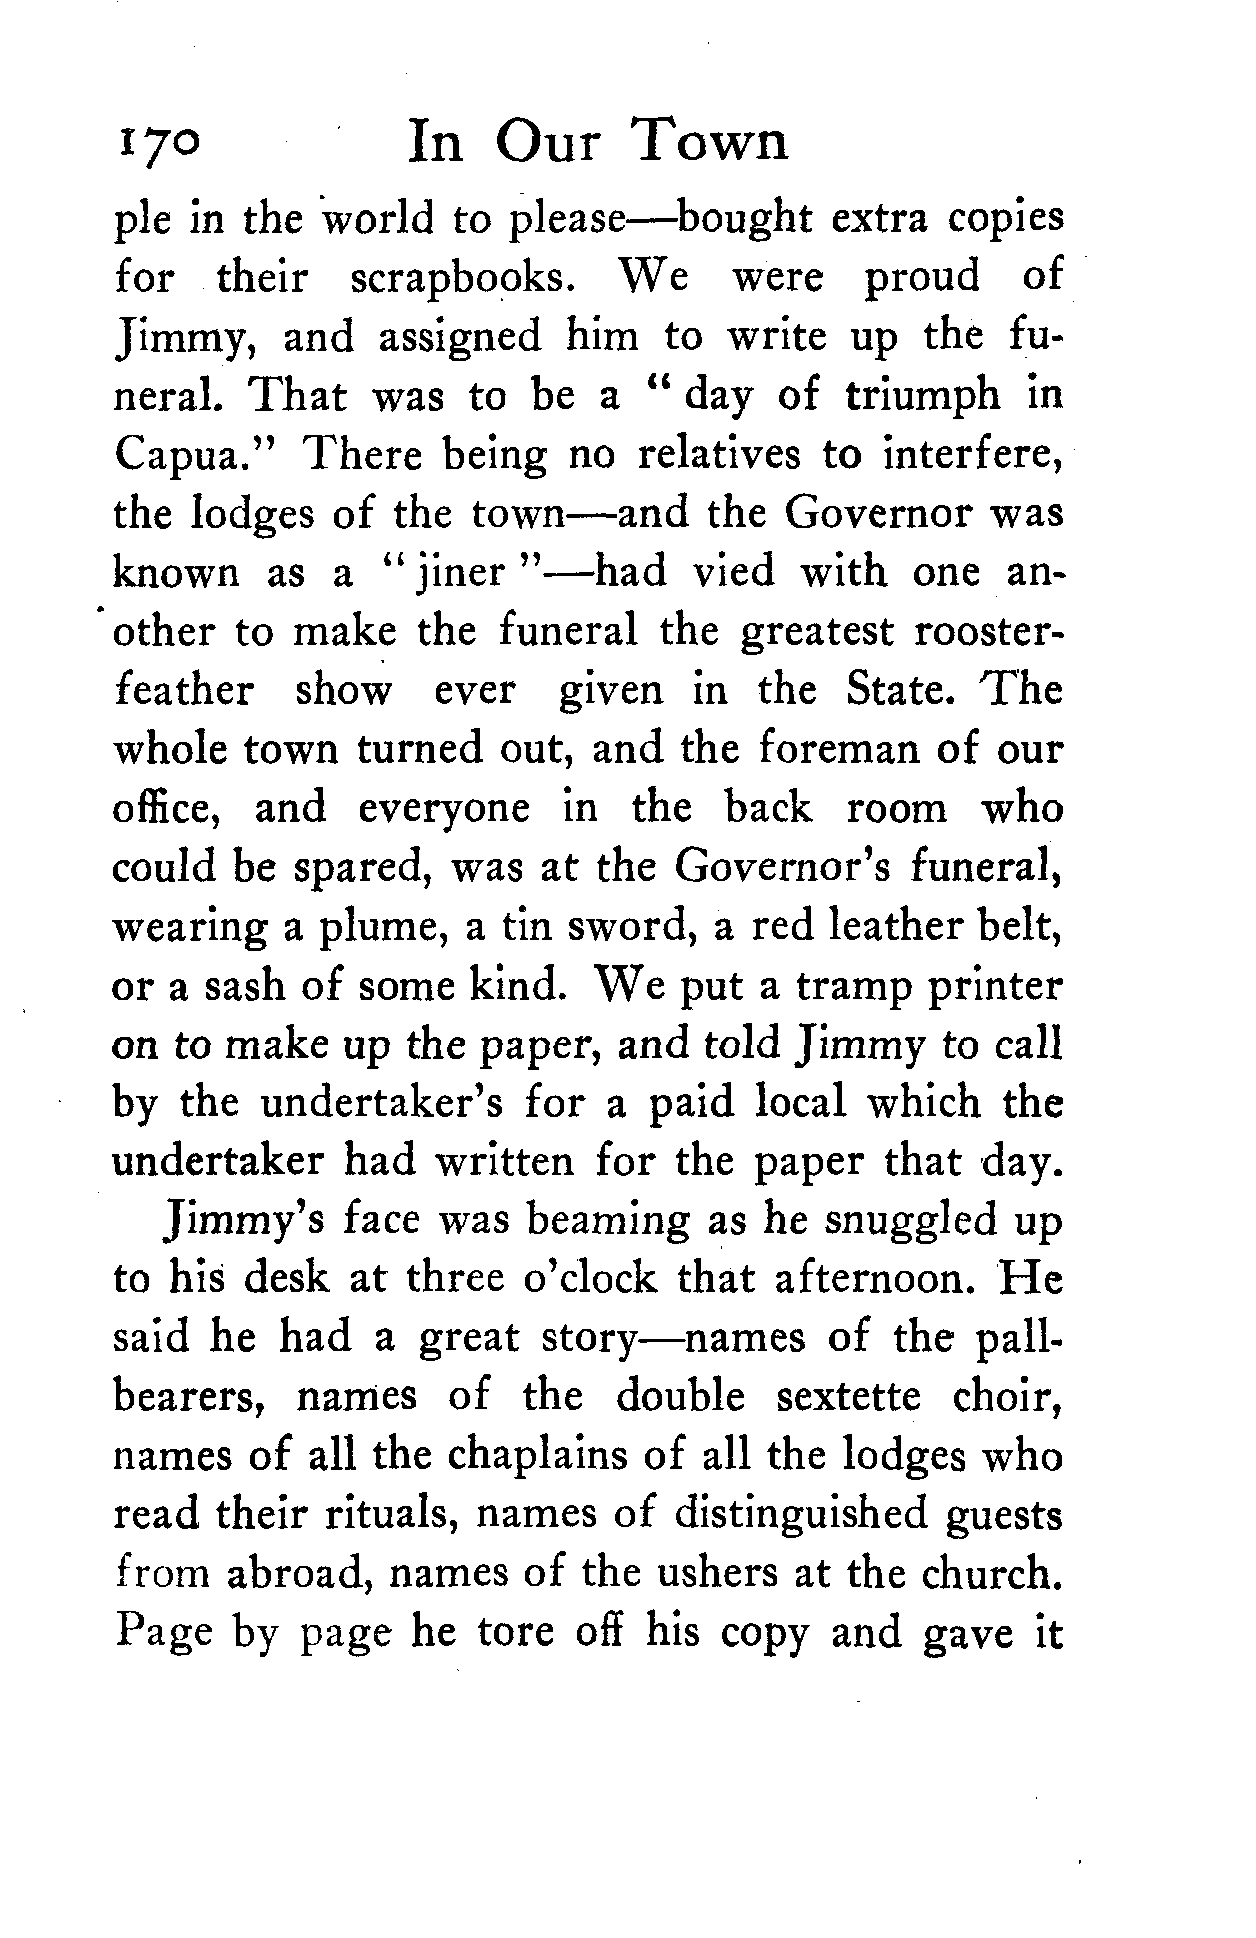 170 In Our Town
ple in the world to please—bought extra copies
for their scrapbooks. We were proud of
Jimmy, and assigned him to write up the fu-
neral. That was to be a “ day of triumph in
Capua.” There being no relatives to interfere,
the lodges of the town—and the Governor was
known as a “ jiner ”—had vied with one an-
other to make the funeral the greatest rooster-
feather show ever given in the State. The
whole town turned out, and the foreman of our
office, and everyone in the back room who
could be spared, was at the Governor’s funeral,
wearing a plume, a tin sword, a red leather belt,
or a sash of some kind. We put a tramp printer
on to make up the paper, and told Jimmy to call
by the undertaker’s for a paid local which the
undertaker had written for the paper that day.
Jimmy’s face was beaming as he snuggled up
to his desk at three o’clock that afternoon. He
said he had a great story—names of the pall-
bearers, names of the double sextette choir,
names of all the chaplains of all the lodges who
read their rituals, names of distinguished guests
from abroad, names of the ushers at the church.
Page by page he tore off his copy and gave it